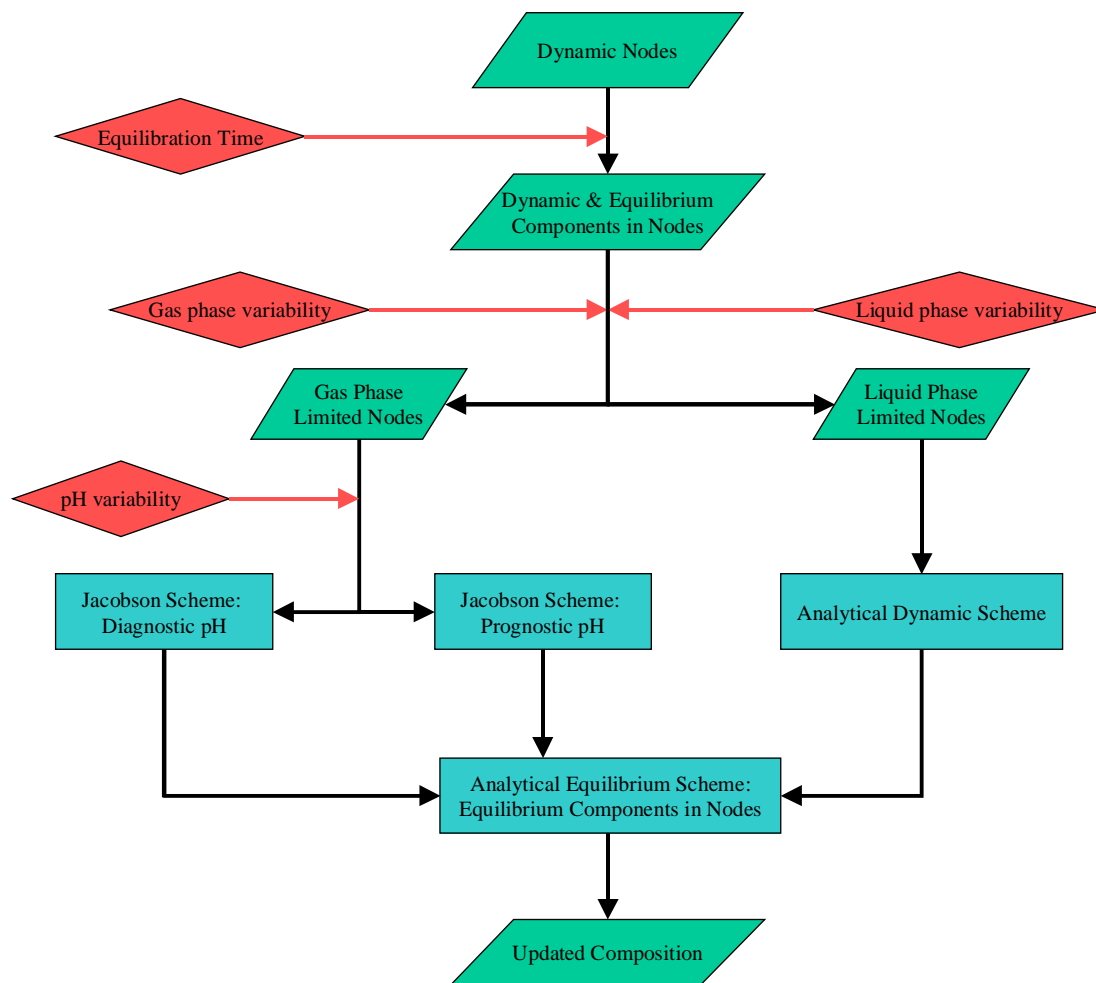 Dynamic Nodes
Equilibration Time
Dynamic & Equilibrium
Components in Nodes
Gas phase variability
Liquid phase variability
Gas Phase
Limited Nodes
Liquid Phase
Limited Nodes
pH variability
Jacobson Scheme:
Diagnostic pH
Jacobson Scheme:
Prognostic pH
Analytical Dynamic Scheme
Analytical Equilibrium Scheme:
Equilibrium Components in Nodes
Updated Composition